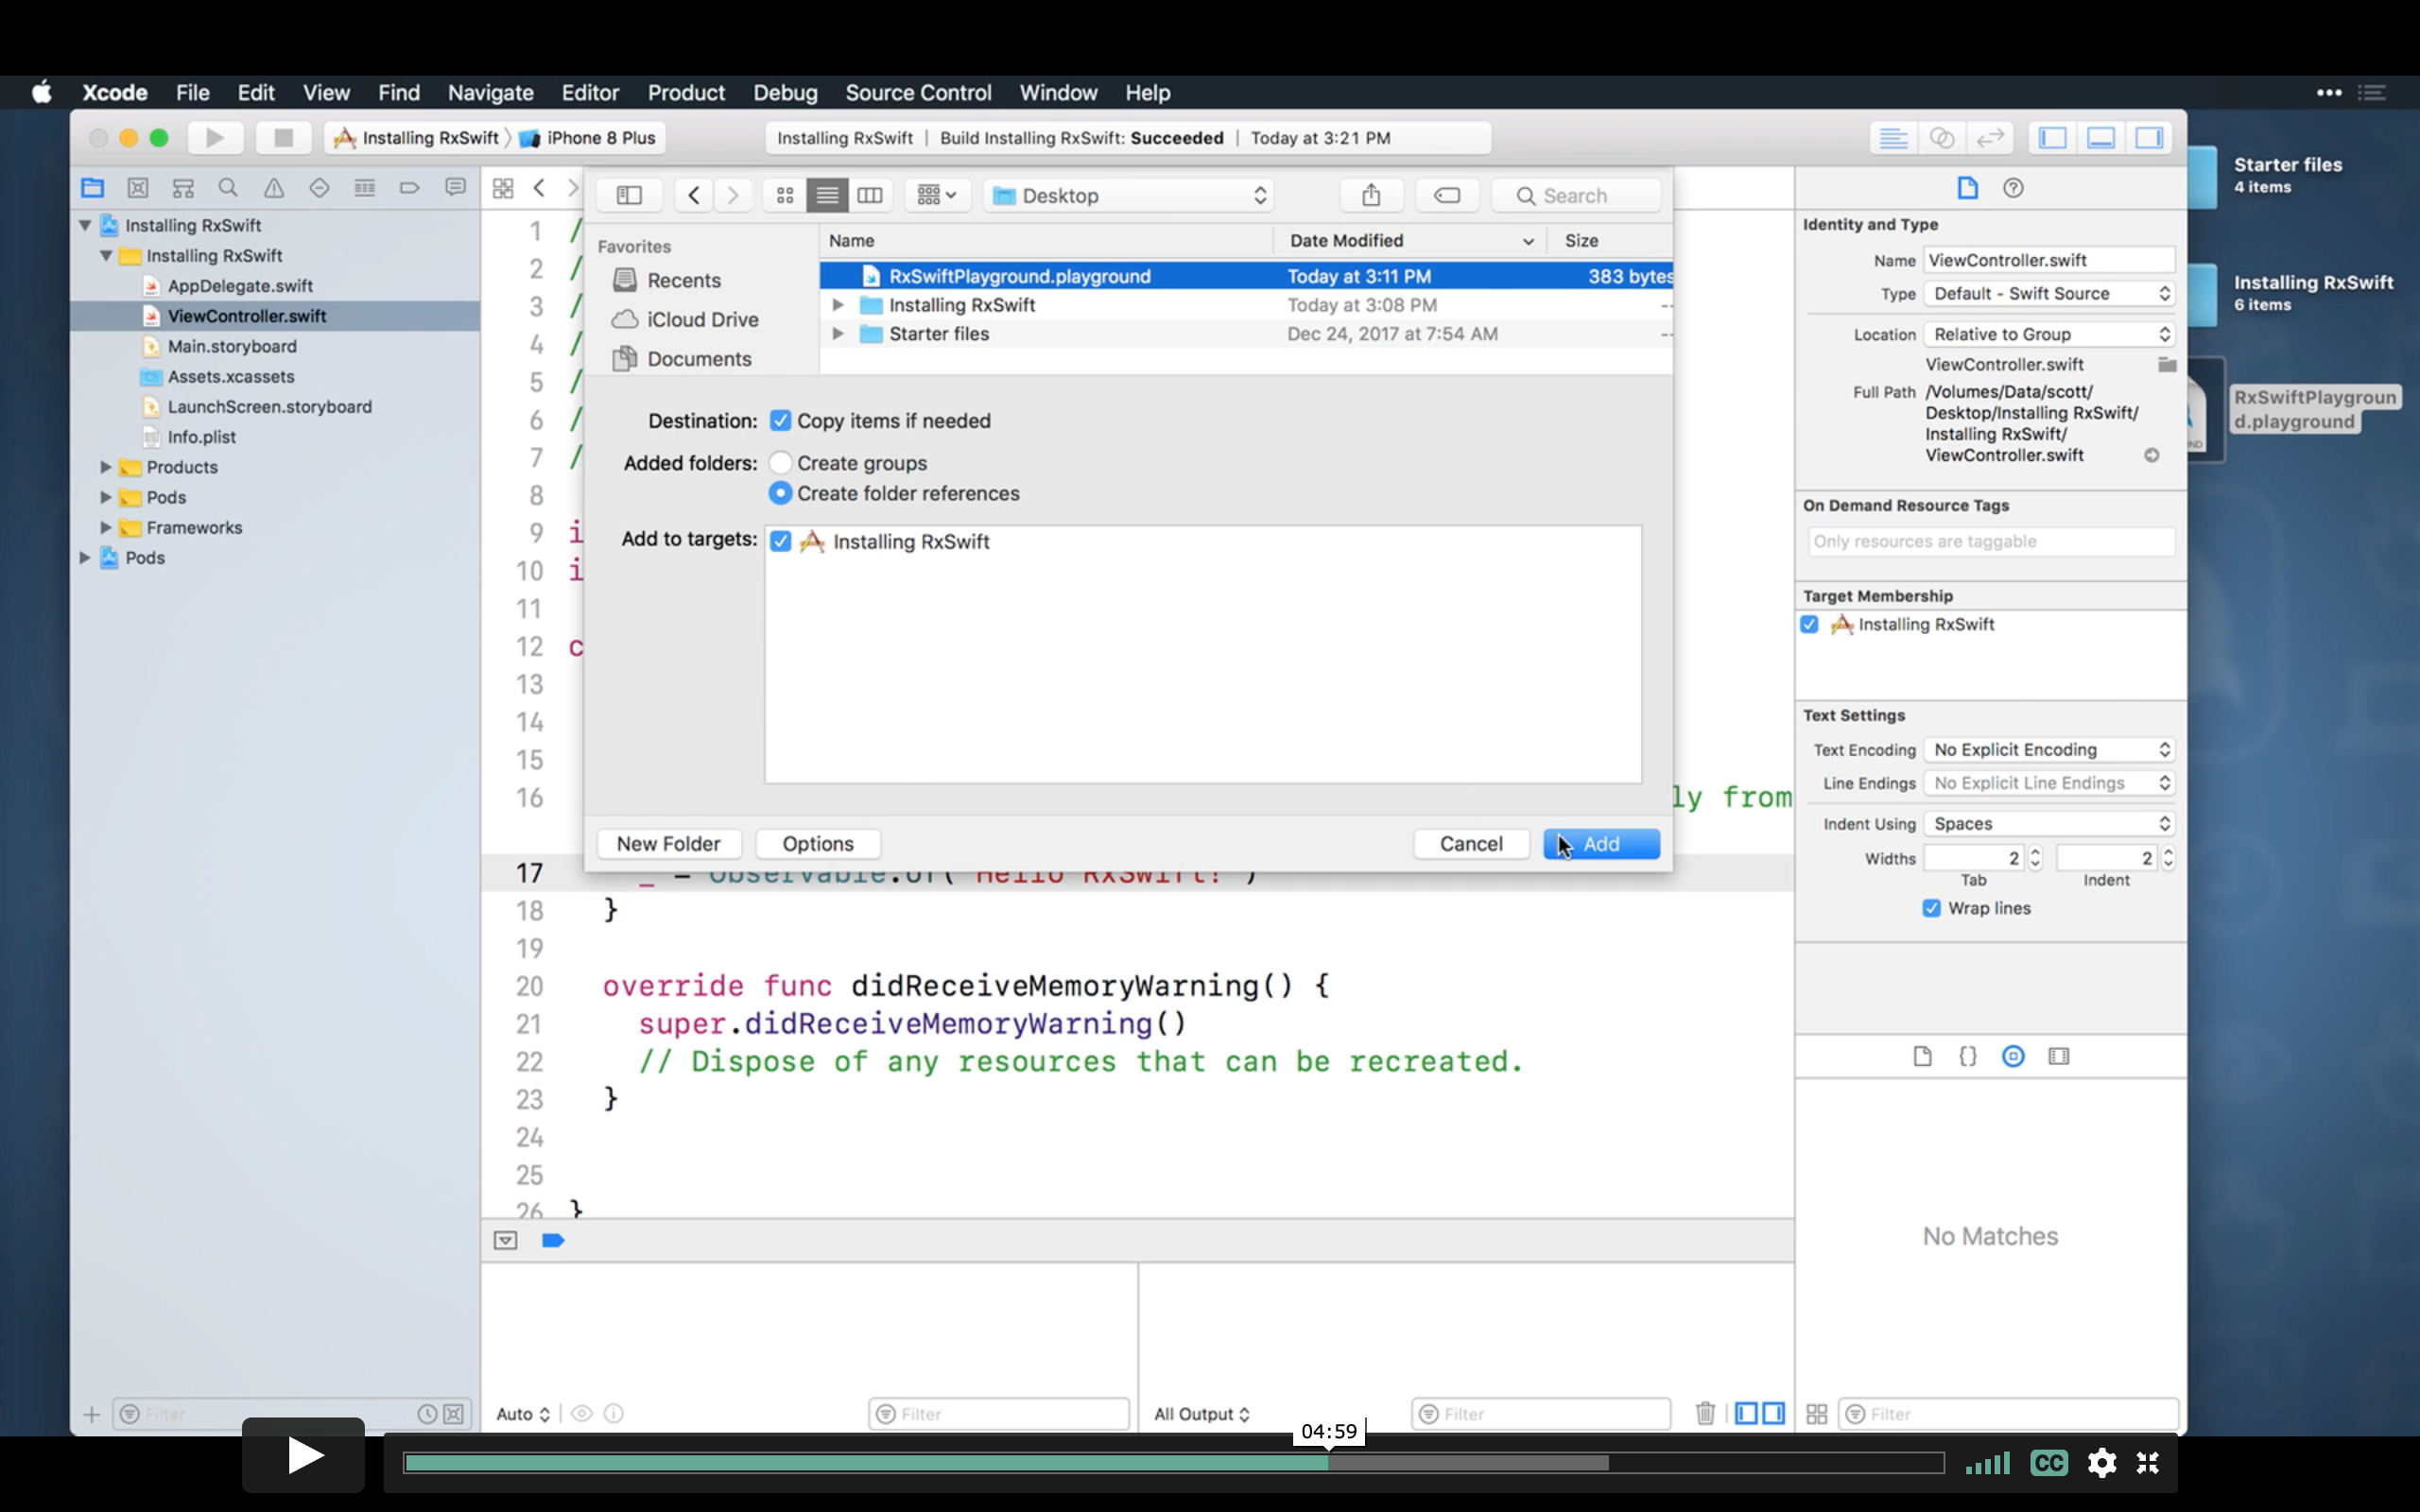 Xcode File Edit View Find Navigate Editor Product Debug Source Control Window Help
Installing RxSwift iPhone 8 Plus
Installing RxSwift | Build Installing RxSwift: Succeeded | Today at 3:21 PM
Installing RxSwift
Installing RxSwift
AppDelegate.swift
ViewController.swift
Main.storyboard
Assets.xcassets
LaunchScreen.storyboard
Info.plist
Products
Pods
Frameworks
Pods
Filter
Desktop
Search
Favorites
Recents
iCloud Drive
Documents
Name Date Modified Size
RxSwiftPlayground.playground Today at 3:11 PM 383 bytes
Installing RxSwift Today at 3:08 PM --
Starter files Dec 24, 2017 at 7:54 AM --
Destination: Copy items if needed
Added folders: Create groups
Create folder references
Add to targets: Installing RxSwift
New Folder Options Cancel Add
1 /
2 /
3 /
4 /
5 /
6 /
7 /
8
9 i
10 i
11
12 c
13
14
15
16 ly from
17 _ = Observable.of("Hello RxSwift!")
18 }
19
20 override func didReceiveMemoryWarning() {
21 super.didReceiveMemoryWarning()
22 // Dispose of any resources that can be recreated.
23 }
24
25
26 }
Auto Filter
All Output Filter
Identity and Type
Name ViewController.swift
Type Default - Swift Source
Location Relative to Group
ViewController.swift
Full Path /Volumes/Data/scott/
Desktop/Installing RxSwift/
Installing RxSwift/
ViewController.swift
On Demand Resource Tags
Only resources are taggable
Target Membership
Installing RxSwift
Text Settings
Text Encoding No Explicit Encoding
Line Endings No Explicit Line Endings
Indent Using Spaces
Widths 2 2
Tab Indent
Wrap lines
No Matches
Filter
Starter files
4 items
Installing RxSwift
6 items
RxSwiftPlaygroun
d.playground
04:59
CC